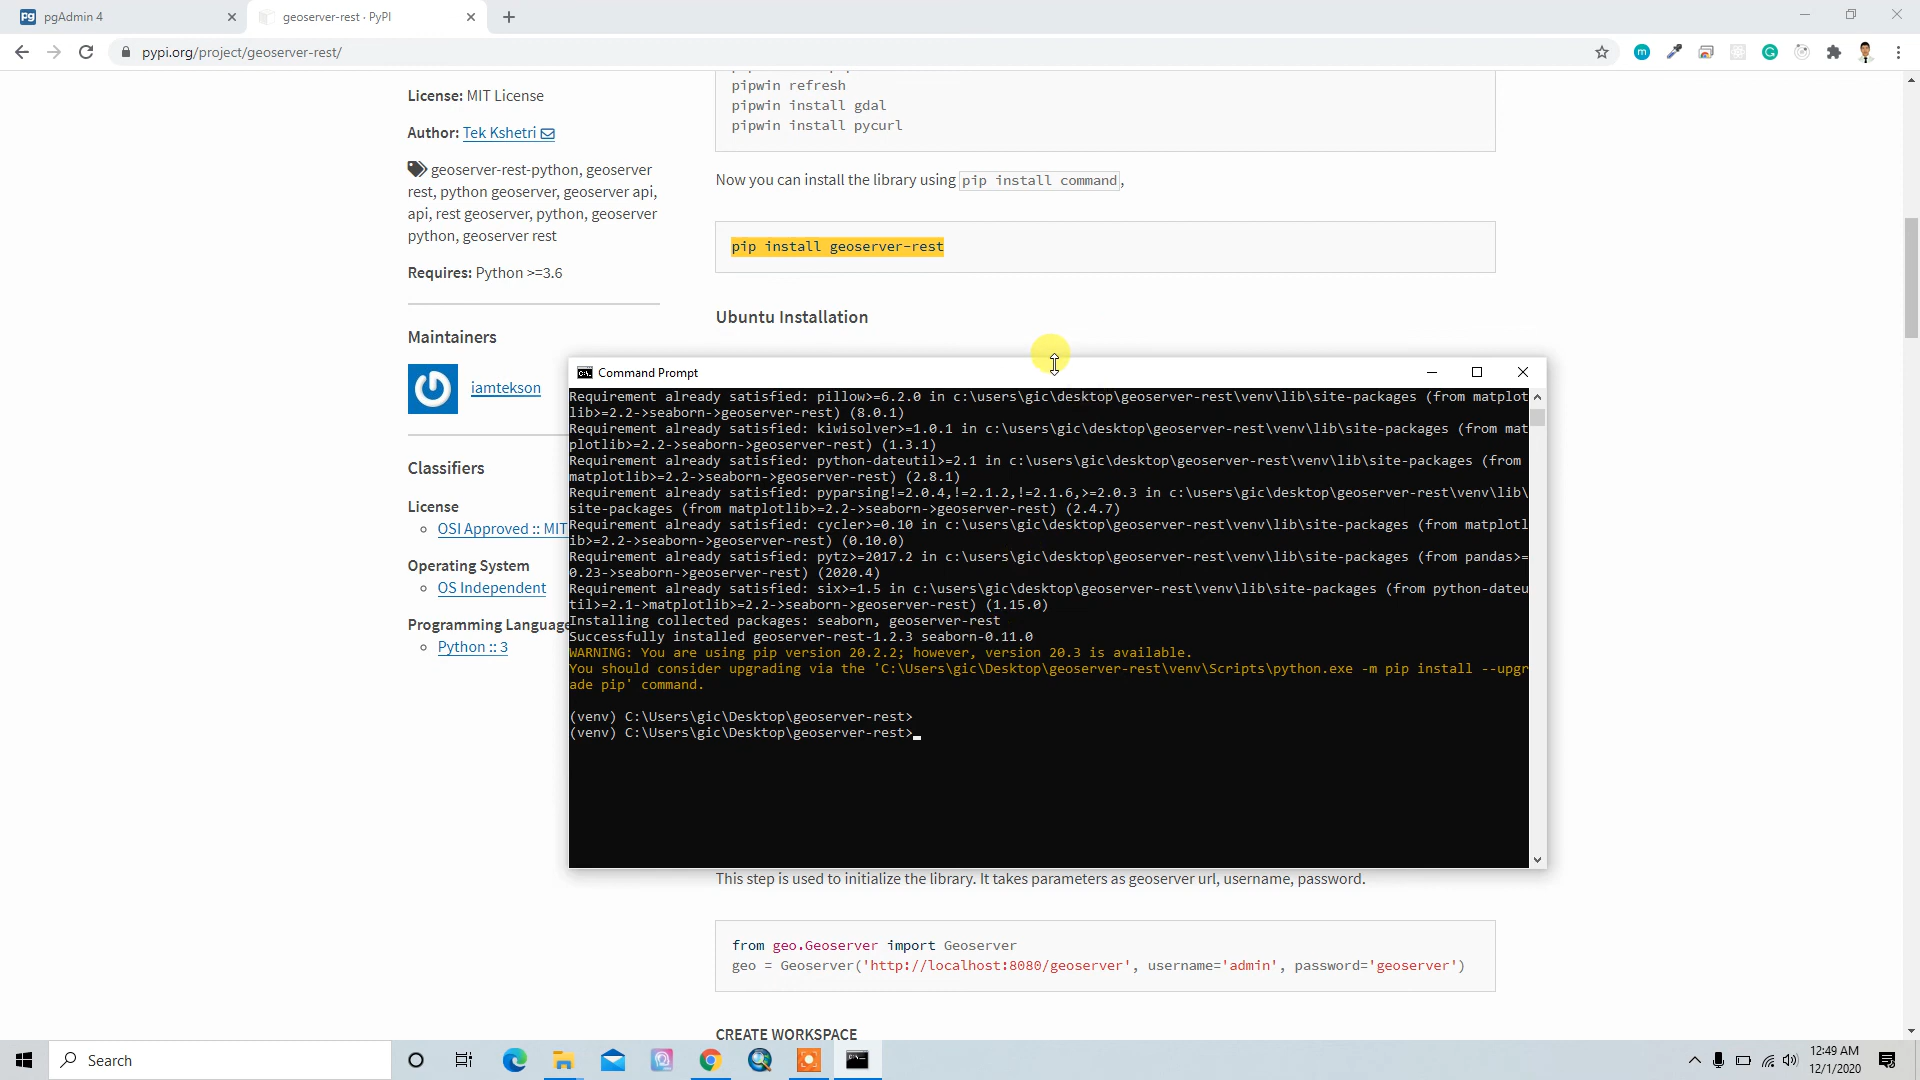 pgAdmin 4
geoserver-rest · PyPI
pypi.org/project/geoserver-rest/
License: MIT License
Author: Tek Kshetri
geoserver-rest-python, geoserver
rest, python geoserver, geoserver api,
api, rest geoserver, python, geoserver
python, geoserver rest
Requires: Python >=3.6
Maintainers
iamtekson
Classifiers
License
OSI Approved :: MIT
Operating System
OS Independent
Programming Language
Python :: 3
pipwin refresh
pipwin install gdal
pipwin install pycurl
Now you can install the library using pip install command,
pip install geoserver-rest
Ubuntu Installation
Command Prompt
Requirement already satisfied: pillow>=6.2.0 in c:\users\gic\desktop\geoserver-rest\venv\lib\site-packages (from matplot
lib>=2.2->seaborn->geoserver-rest) (8.0.1)
Requirement already satisfied: kiwisolver>=1.0.1 in c:\users\gic\desktop\geoserver-rest\venv\lib\site-packages (from mat
plotlib>=2.2->seaborn->geoserver-rest) (1.3.1)
Requirement already satisfied: python-dateutil>=2.1 in c:\users\gic\desktop\geoserver-rest\venv\lib\site-packages (from
matplotlib>=2.2->seaborn->geoserver-rest) (2.8.1)
Requirement already satisfied: pyparsing!=2.0.4,!=2.1.2,!=2.1.6,>=2.0.3 in c:\users\gic\desktop\geoserver-rest\venv\lib\
site-packages (from matplotlib>=2.2->seaborn->geoserver-rest) (2.4.7)
Requirement already satisfied: cycler>=0.10 in c:\users\gic\desktop\geoserver-rest\venv\lib\site-packages (from matplotl
ib>=2.2->seaborn->geoserver-rest) (0.10.0)
Requirement already satisfied: pytz>=2017.2 in c:\users\gic\desktop\geoserver-rest\venv\lib\site-packages (from pandas>=
0.23->seaborn->geoserver-rest) (2020.4)
Requirement already satisfied: six>=1.5 in c:\users\gic\desktop\geoserver-rest\venv\lib\site-packages (from python-dateu
til>=2.1->matplotlib>=2.2->seaborn->geoserver-rest) (1.15.0)
Installing collected packages: seaborn, geoserver-rest
Successfully installed geoserver-rest-1.2.3 seaborn-0.11.0
WARNING: You are using pip version 20.2.2; however, version 20.3 is available.
You should consider upgrading via the 'C:\Users\gic\Desktop\geoserver-rest\venv\Scripts\python.exe -m pip install --upgr
ade pip' command.
(venv) C:\Users\gic\Desktop\geoserver-rest>
(venv) C:\Users\gic\Desktop\geoserver-rest>
This step is used to initialize the library. It takes parameters as geoserver url, username, password.
from geo.Geoserver import Geoserver
geo = Geoserver('http://localhost:8080/geoserver', username='admin', password='geoserver')
CREATE WORKSPACE
Search
12:49 AM
12/1/2020